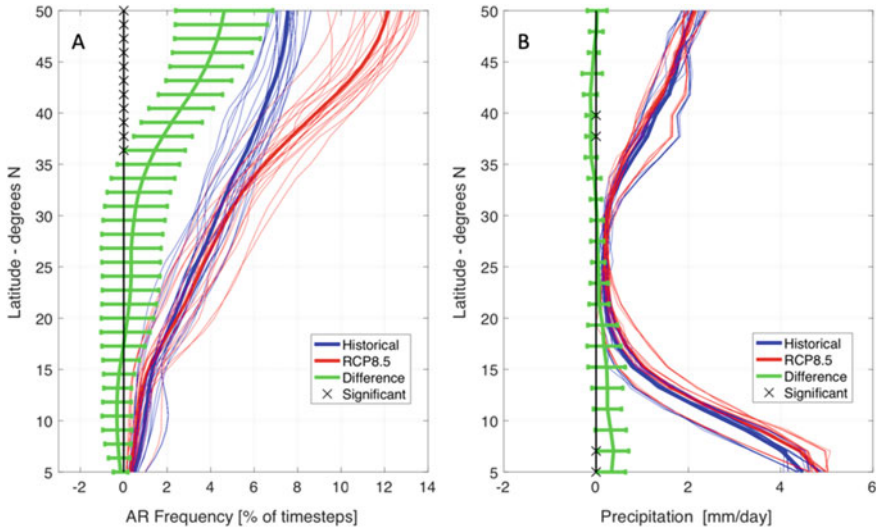 A
50
45
40
35
30
25
20
15
10
5
Latitude - degrees N
-2
0
2
4
6
8
10
12
14
AR Frequency [% of timesteps]
Historical
RCP8.5
Difference
Significant
B
50
45
40
35
30
25
20
15
10
5
Latitude - degrees N
-2
0
2
4
6
Precipitation [mm/day]
Historical
RCP8.5
Difference
Significant